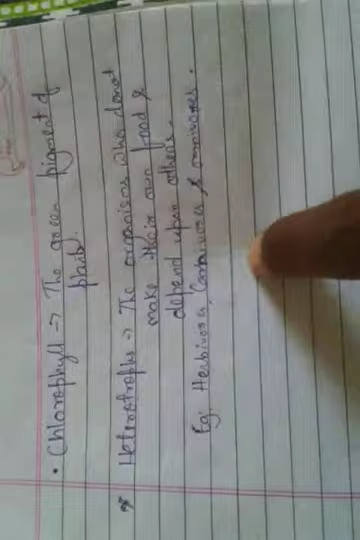 • Chlorophyll → The green pigment of
plant.
* Heterotrophs → The organisms who donot
make their own food &
depend upon others.
Eg: Herbivores, Carnivores & omnivores.